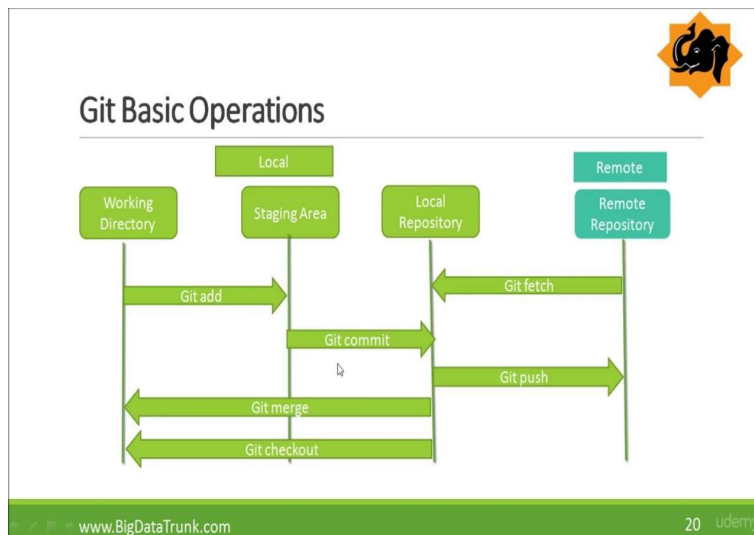 Git Basic Operations
Local
Remote
Working
Directory
Staging Area
Local
Repository
Remote
Repository
Git add
Git fetch
Git commit
Git push
Git merge
Git checkout
www.BigDataTrunk.com
20
udemy